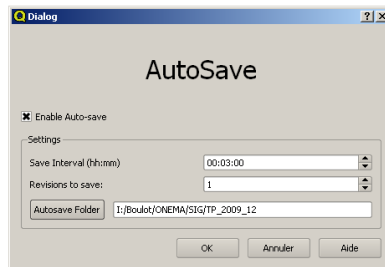 Dialog
AutoSave
Enable Auto-save
Settings
Save Interval (hh:mm)
00:03:00
Revisions to save:
1
Autosave Folder
I:/Boulot/ONEMA/SIG/TP_2009_12
OK
Annuler
Aide